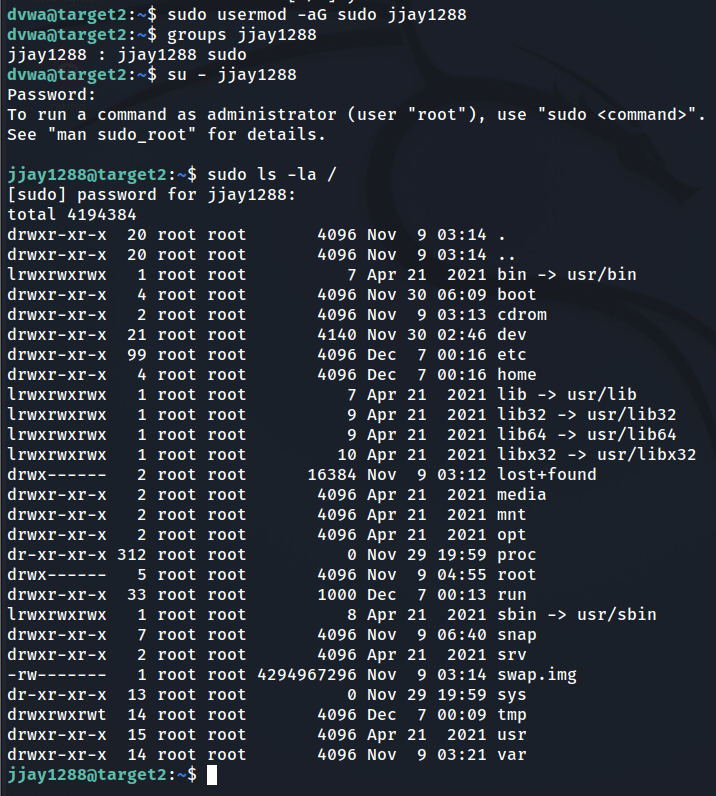 dvwa@target2:~$ sudo usermod -aG sudo jjay1288
dvwa@target2:~$ groups jjay1288
jjay1288 : jjay1288 sudo
dvwa@target2:~$ su - jjay1288
Password:
To run a command as administrator (user "root"), use "sudo <command>".
See "man sudo_root" for details.

jjay1288@target2:~$ sudo ls -la /
[sudo] password for jjay1288:
total 4194384
drwxr-xr-x  20 root root       4096 Nov  9 03:14 .
drwxr-xr-x  20 root root       4096 Nov  9 03:14 ..
lrwxrwxrwx   1 root root          7 Apr 21  2021 bin -> usr/bin
drwxr-xr-x   4 root root       4096 Nov 30 06:09 boot
drwxr-xr-x   2 root root       4096 Nov  9 03:13 cdrom
drwxr-xr-x  21 root root       4140 Nov 30 02:46 dev
drwxr-xr-x  99 root root       4096 Dec  7 00:16 etc
drwxr-xr-x   4 root root       4096 Dec  7 00:16 home
lrwxrwxrwx   1 root root          7 Apr 21  2021 lib -> usr/lib
lrwxrwxrwx   1 root root          9 Apr 21  2021 lib32 -> usr/lib32
lrwxrwxrwx   1 root root          9 Apr 21  2021 lib64 -> usr/lib64
lrwxrwxrwx   1 root root         10 Apr 21  2021 libx32 -> usr/libx32
drwx------   2 root root      16384 Nov  9 03:12 lost+found
drwxr-xr-x   2 root root       4096 Apr 21  2021 media
drwxr-xr-x   2 root root       4096 Apr 21  2021 mnt
drwxr-xr-x   2 root root       4096 Apr 21  2021 opt
dr-xr-xr-x 312 root root          0 Nov 29 19:59 proc
drwx------   5 root root       4096 Nov  9 04:55 root
drwxr-xr-x  33 root root       1000 Dec  7 00:13 run
lrwxrwxrwx   1 root root          8 Apr 21  2021 sbin -> usr/sbin
drwxr-xr-x   7 root root       4096 Nov  9 06:40 snap
drwxr-xr-x   2 root root       4096 Apr 21  2021 srv
-rw-------   1 root root 4294967296 Nov  9 03:14 swap.img
dr-xr-xr-x  13 root root          0 Nov 29 19:59 sys
drwxrwxrwt  14 root root       4096 Dec  7 00:09 tmp
drwxr-xr-x  15 root root       4096 Apr 21  2021 usr
drwxr-xr-x  14 root root       4096 Nov  9 03:21 var
jjay1288@target2:~$